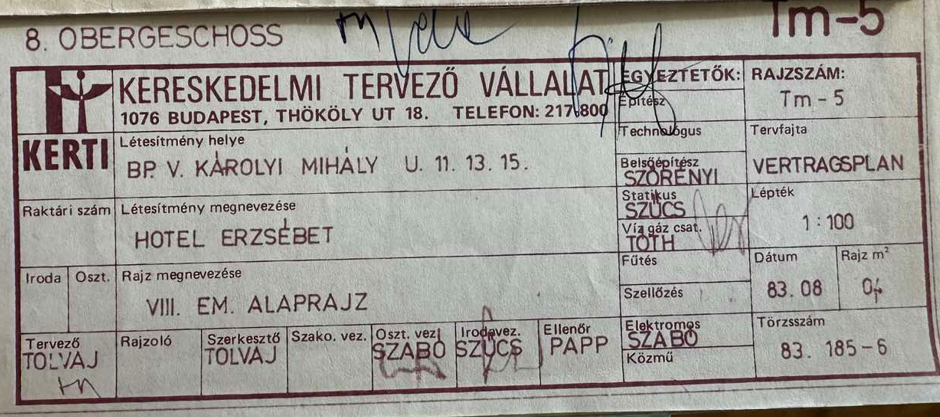 8. OBERGESCHOSS
Tm-5
KERTI
KERESKEDELMI TERVEZŐ VÁLLALAT
1076 BUDAPEST, THÖKÖLY UT 18. TELEFON: 217-800
EGYEZTETŐK:
Építész
Technológus
Belsőépítész
SZŐRÉNYI
Statikus
SZŰCS
Víz gáz csat.
TÓTH
Fűtés
Szellőzés
Elektromos
SZABÓ
Közmű
RAJZSZÁM:
Tm-5
Tervfajta
VERTRAGSPLAN
Lépték
1:100
Dátum
83.08
Rajz m²
Törzsszám
83. 185-6
Létesítmény helye
BP. V. KÁROLYI MIHÁLY U. 11. 13. 15.
Raktári szám
Létesítmény megnevezése
HOTEL ERZSÉBET
Iroda
Oszt.
Rajz megnevezése
VIII. EM. ALAPRAJZ
Tervező
TOLVAJ
Rajzoló
Szerkesztő
TOLVAJ
Szako. vez.
Oszt. vez.
SZABÓ
Irodavez.
SZŰCS
Ellenőr
PAPP